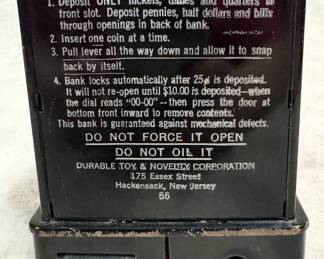 1. Deposit ONLY nickels, dimes and quarters in
front slot. Deposit pennies, half dollars and bills
through openings in back of bank.
2. Insert one coin at a time.
3. Pull lever all the way down and allow it to snap
back by itself.
4. Bank locks automatically after 25¢ is deposited.
It will not re-open until $10.00 is deposited—when
the dial reads "00-00" -- then press the door at
bottom front inward to remove contents.
This bank is guaranteed against mechanical defects.
DO NOT FORCE IT OPEN
DO NOT OIL IT
DURABLE TOY & NOVELTY CORPORATION
175 Essex Street
Hackensack, New Jersey
56